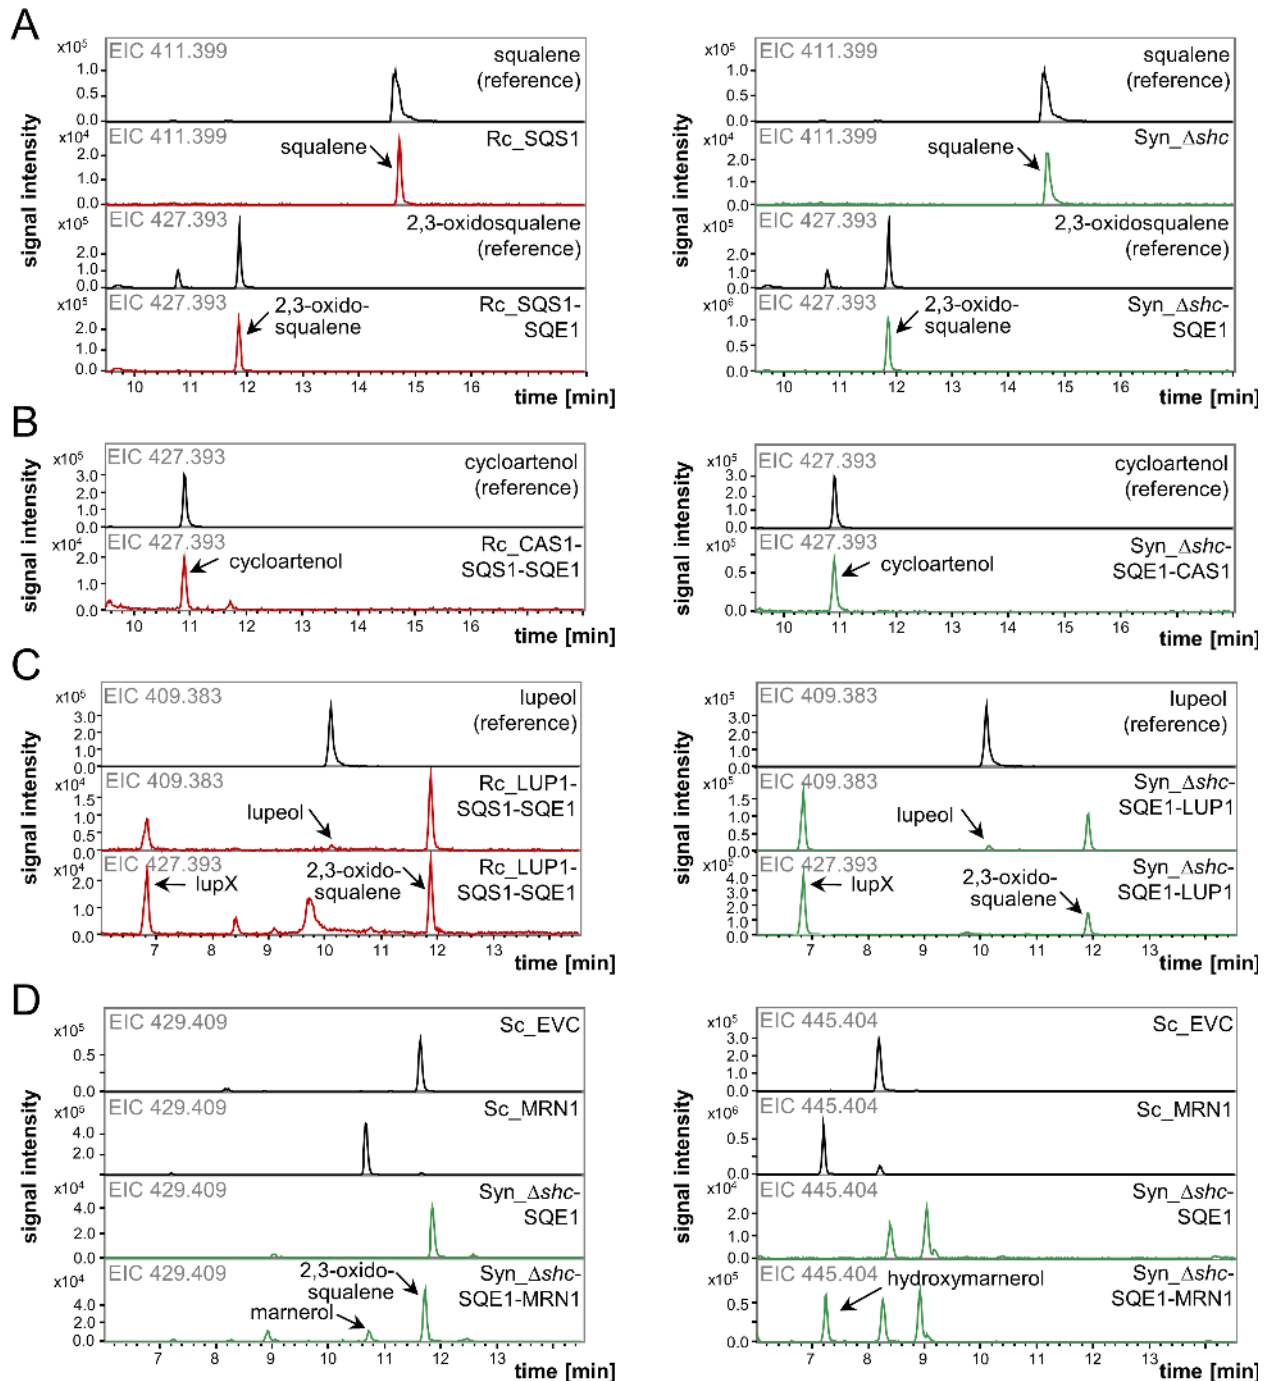 A
x10⁵
EIC 411.399
squalene
(reference)
1.0
0.5
0.0
x10⁴
EIC 411.399
Rc_SQS1
squalene
2.0
1.0
0.0
x10⁵
EIC 427.393
2,3-oxidosqualene
(reference)
2.0
1.0
0.0
x10⁵
EIC 427.393
Rc_SQS1-
SQE1
2,3-oxido-
squalene
2.0
1.0
0.0
signal intensity
10 11 12 13 14 15 16
time [min]
x10⁵
EIC 411.399
squalene
(reference)
1.0
0.5
0.0
x10⁴
EIC 411.399
Syn_Δshc
squalene
2.0
1.0
0.0
x10⁵
EIC 427.393
2,3-oxidosqualene
(reference)
2.0
1.0
0.0
x10⁶
EIC 427.393
Syn_Δshc-
SQE1
2,3-oxido-
squalene
1.0
0.5
0.0
signal intensity
10 11 12 13 14 15 16
time [min]
B
x10⁵
EIC 427.393
cycloartenol
(reference)
3.0
2.0
1.0
0.0
x10⁴
EIC 427.393
Rc_CAS1-
SQS1-SQE1
cycloartenol
2.0
1.0
0.0
signal intensity
10 11 12 13 14 15 16
time [min]
x10⁵
EIC 427.393
cycloartenol
(reference)
3.0
2.0
1.0
0.0
x10⁵
EIC 427.393
Syn_Δshc-
SQE1-CAS1
cycloartenol
0.5
0.0
signal intensity
10 11 12 13 14 15 16
time [min]
C
x10⁵
EIC 409.383
lupeol
(reference)
3.0
2.0
1.0
0.0
x10⁴
EIC 409.383
Rc_LUP1-
SQS1-SQE1
lupeol
1.5
1.0
0.5
0.0
x10⁴
EIC 427.393
Rc_LUP1-
SQS1-SQE1
lupX
2,3-oxido-
squalene
2.0
1.0
0.0
signal intensity
7 8 9 10 11 12 13
time [min]
x10⁵
EIC 409.383
lupeol
(reference)
3.0
2.0
1.0
0.0
x10⁵
EIC 409.383
Syn_Δshc-
SQE1-LUP1
lupeol
1.5
1.0
0.5
0.0
x10⁵
EIC 427.393
Syn_Δshc-
SQE1-LUP1
lupX
2,3-oxido-
squalene
4.0
3.0
2.0
1.0
0.0
signal intensity
7 8 9 10 11 12 13
time [min]
D
x10⁵
EIC 429.409
Sc_EVC
0.5
0.0
x10⁵
EIC 429.409
Sc_MRN1
4.0
2.0
x10⁴
EIC 429.409
Syn_Δshc-
SQE1
4.0
2.0
0.0
x10⁴
EIC 429.409
Syn_Δshc-
SQE1-MRN1
2,3-oxido-
squalene
marnerol
4.0
2.0
0.0
signal intensity
7 8 9 10 11 12 13
time [min]
x10⁵
EIC 445.404
Sc_EVC
3.0
2.0
1.0
0.0
x10⁶
EIC 445.404
Sc_MRN1
0.5
0.0
x10⁴
EIC 445.404
Syn_Δshc-
SQE1
2.0
1.0
0.0
x10⁵
EIC 445.404
Syn_Δshc-
SQE1-MRN1
hydroxymarnerol
0.5
0.0
signal intensity
7 8 9 10 11 12 13
time [min]